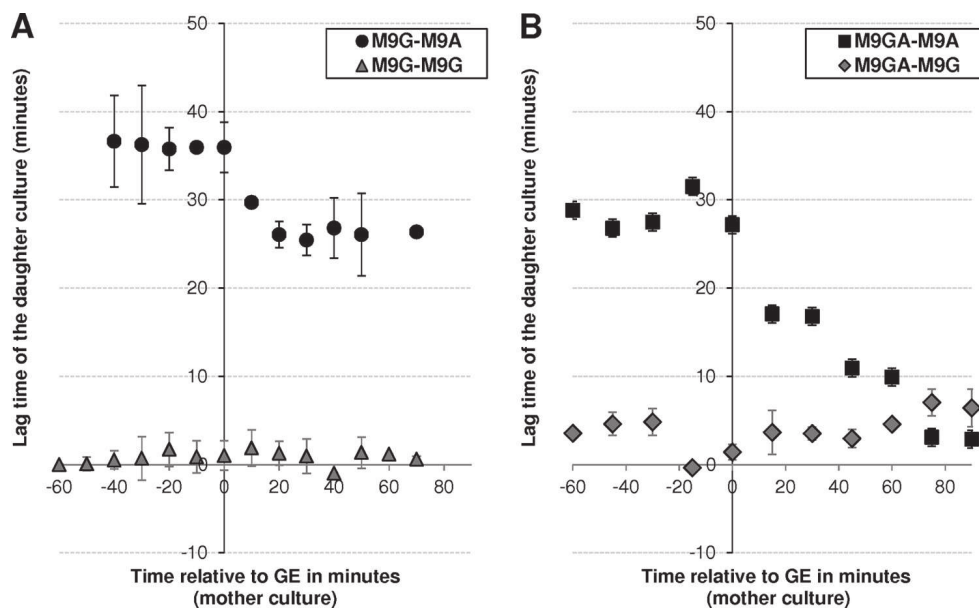 A
50
M9G-M9A
M9G-M9G
40
30
20
10
0
-60
-40
-20
0
20
40
60
80
-10
Lag time of the daughter culture (minutes)
Time relative to GE in minutes
(mother culture)
B
50
M9GA-M9A
M9GA-M9G
40
30
20
10
0
-60
-40
-20
0
20
40
60
80
-10
Lag time of the daughter culture (minutes)
Time relative to GE in minutes
(mother culture)